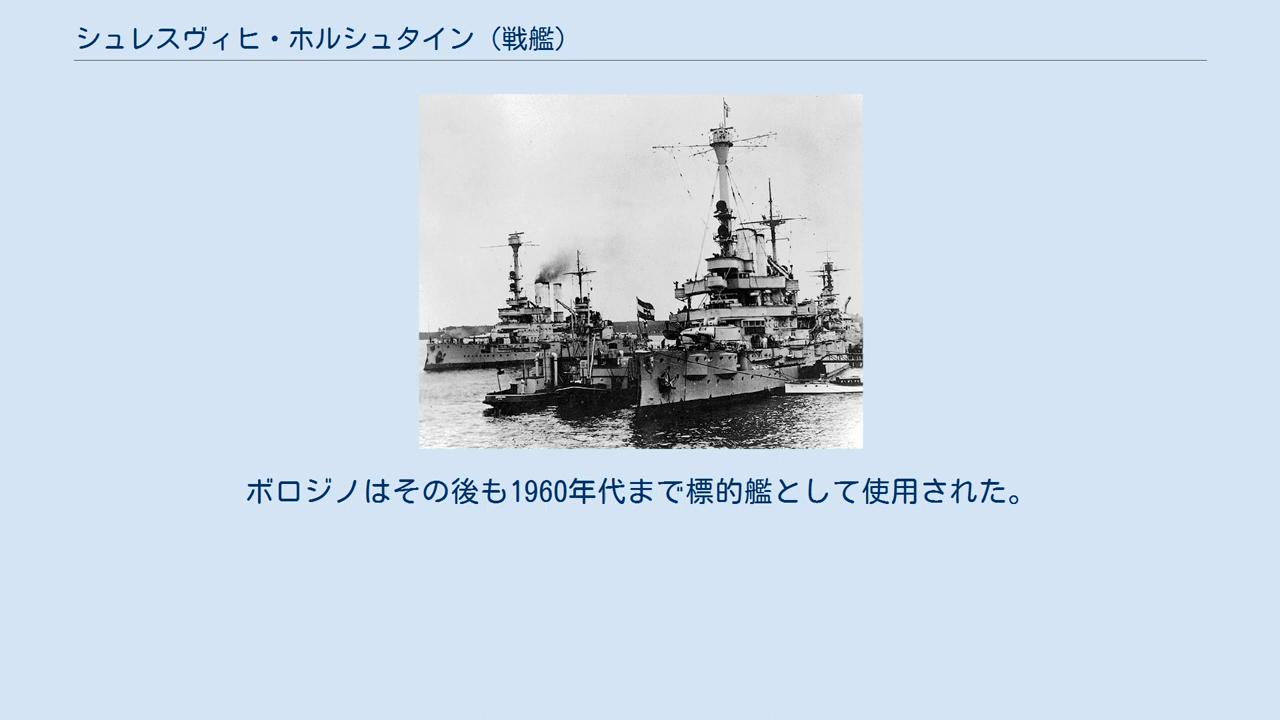 シュレスヴィヒ・ホルシュタイン（戦艦）
ボロジノはその後も1960年代まで標的艦として使用された。